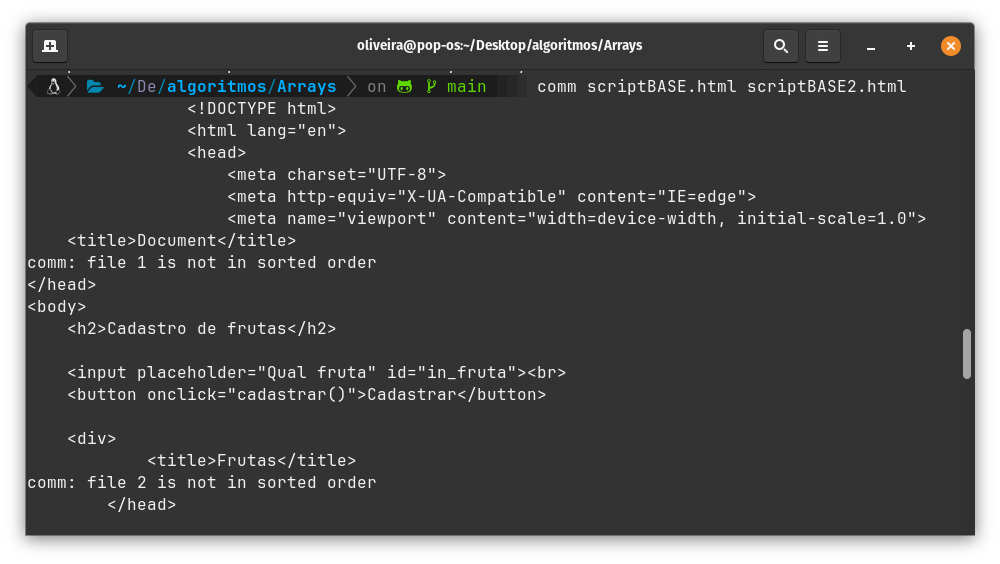 oliveira@pop-os:~/Desktop/algoritmos/Arrays
~/De/algoritmos/Arrays on main comm scriptBASE.html scriptBASE2.html
<!DOCTYPE html>
<html lang="en">
<head>
<meta charset="UTF-8">
<meta http-equiv="X-UA-Compatible" content="IE=edge">
<meta name="viewport" content="width=device-width, initial-scale=1.0">
<title>Document</title>
comm: file 1 is not in sorted order
</head>
<body>
<h2>Cadastro de frutas</h2>
<input placeholder="Qual fruta" id="in_fruta"><br>
<button onclick="cadastrar()">Cadastrar</button>
<div>
<title>Frutas</title>
comm: file 2 is not in sorted order
</head>